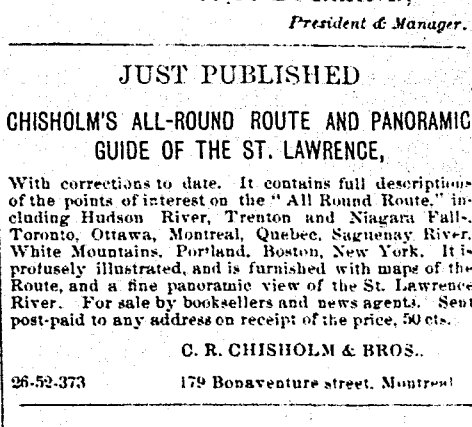 President & Manager.
JUST PUBLISHED
CHISHOLM'S ALL-ROUND ROUTE AND PANORAMIC
GUIDE OF THE ST. LAWRENCE,
With corrections to date. It contains full descriptions
of the points of interest on the "All Round Route," in-
cluding Hudson River, Trenton and Niagara Falls,
Toronto, Ottawa, Montreal, Quebec, Saguenay River,
White Mountains, Portland, Boston, New York. It is
profusely illustrated, and is furnished with maps of the
Route, and a fine panoramic view of the St. Lawrence
River. For sale by booksellers and news agents. Sent
post-paid to any address on receipt of the price, 50 cts.
C. R. CHISHOLM & BROS.,
26-52-373 179 Bonaventure street, Montreal